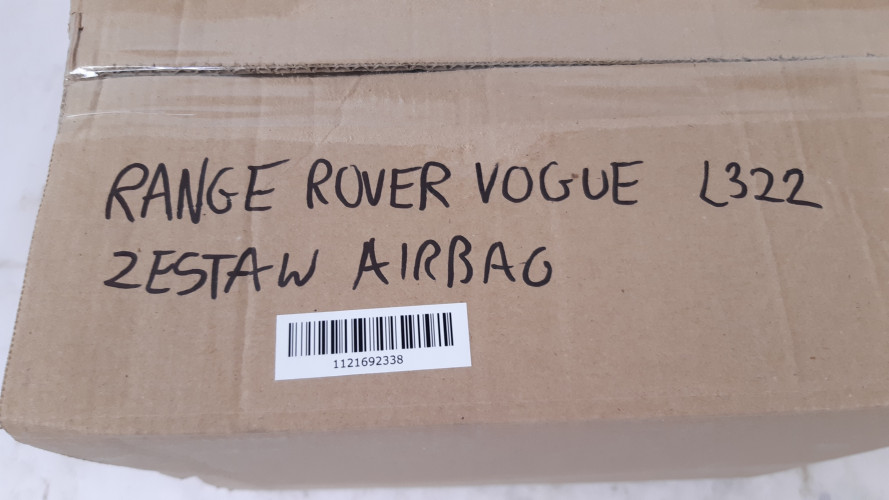 RANGE ROVER VOGUE L322
ZESTAW AIRBAG
1121692338